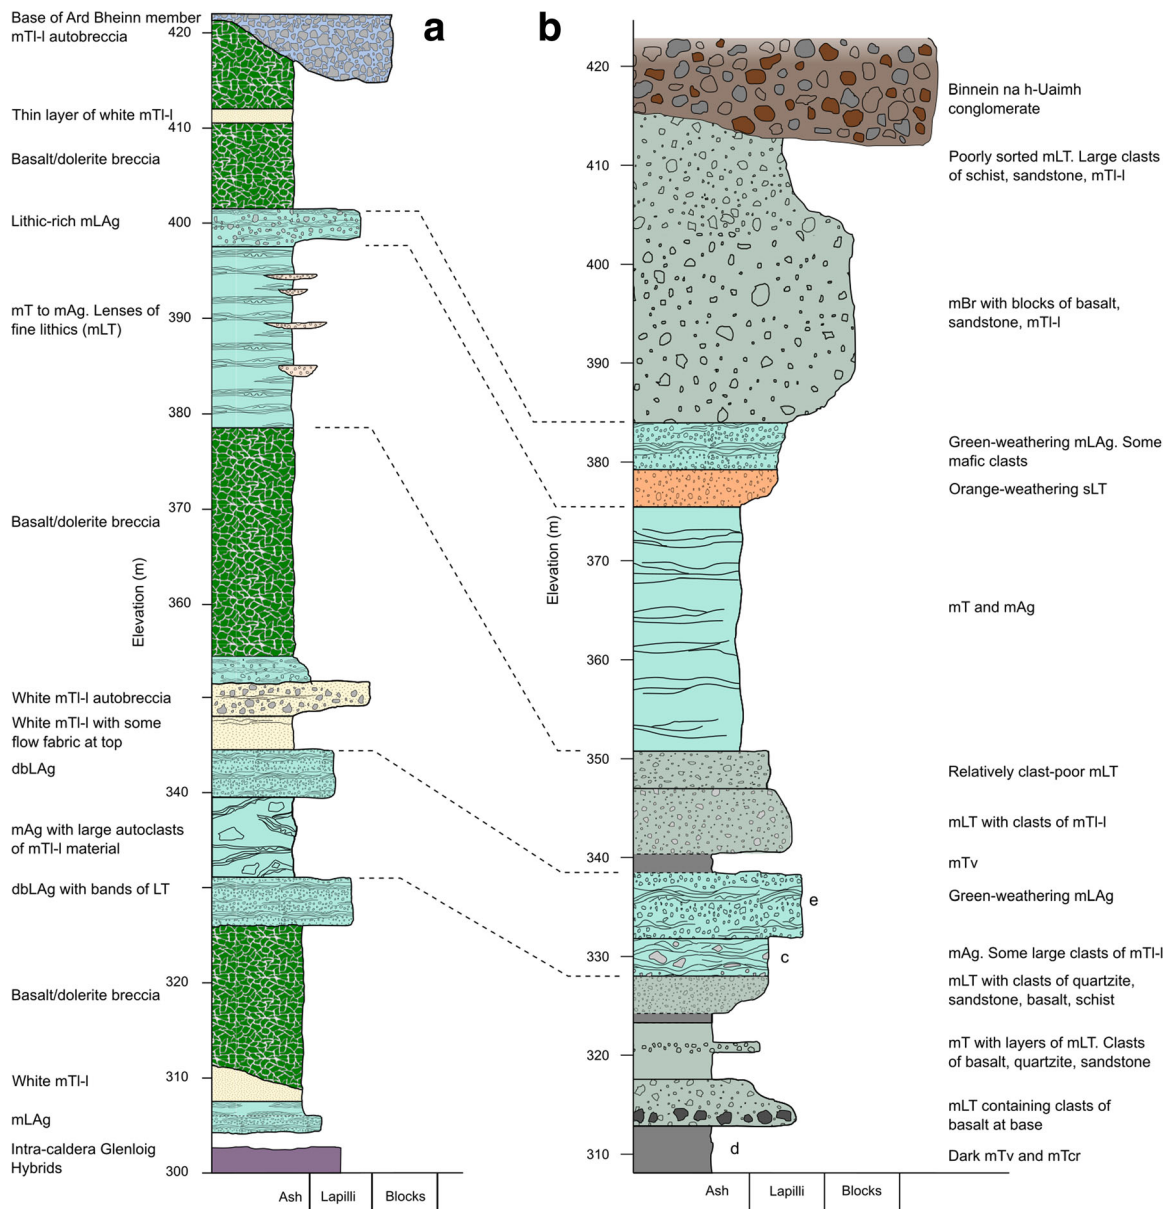 a
b
Base of Ard Bheinn member
mTl-l autobreccia
Thin layer of white mTl-l
Basalt/dolerite breccia
Lithic-rich mLAg
mT to mAg. Lenses of
fine lithics (mLT)
Basalt/dolerite breccia
White mTl-l autobreccia
White mTl-l with some
flow fabric at top
dbLAg
mAg with large autoclasts
of mTl-l material
dbLAg with bands of LT
Basalt/dolerite breccia
White mTl-l
mLAg
Intra-caldera Glenloig
Hybrids
Elevation (m)
420
410
400
390
380
370
360
340
320
310
300
Ash
Lapilli
Blocks
Elevation (m)
420
410
400
390
380
370
360
350
340
330
320
310
e
c
d
Ash
Lapilli
Blocks
Binnein na h-Uaimh
conglomerate
Poorly sorted mLT. Large clasts
of schist, sandstone, mTl-l
mBr with blocks of basalt,
sandstone, mTl-l
Green-weathering mLAg. Some
mafic clasts
Orange-weathering sLT
mT and mAg
Relatively clast-poor mLT
mLT with clasts of mTl-l
mTv
Green-weathering mLAg
mAg. Some large clasts of mTl-l
mLT with clasts of quartzite,
sandstone, basalt, schist
mT with layers of mLT. Clasts
of basalt, quartzite, sandstone
mLT containing clasts of
basalt at base
Dark mTv and mTcr